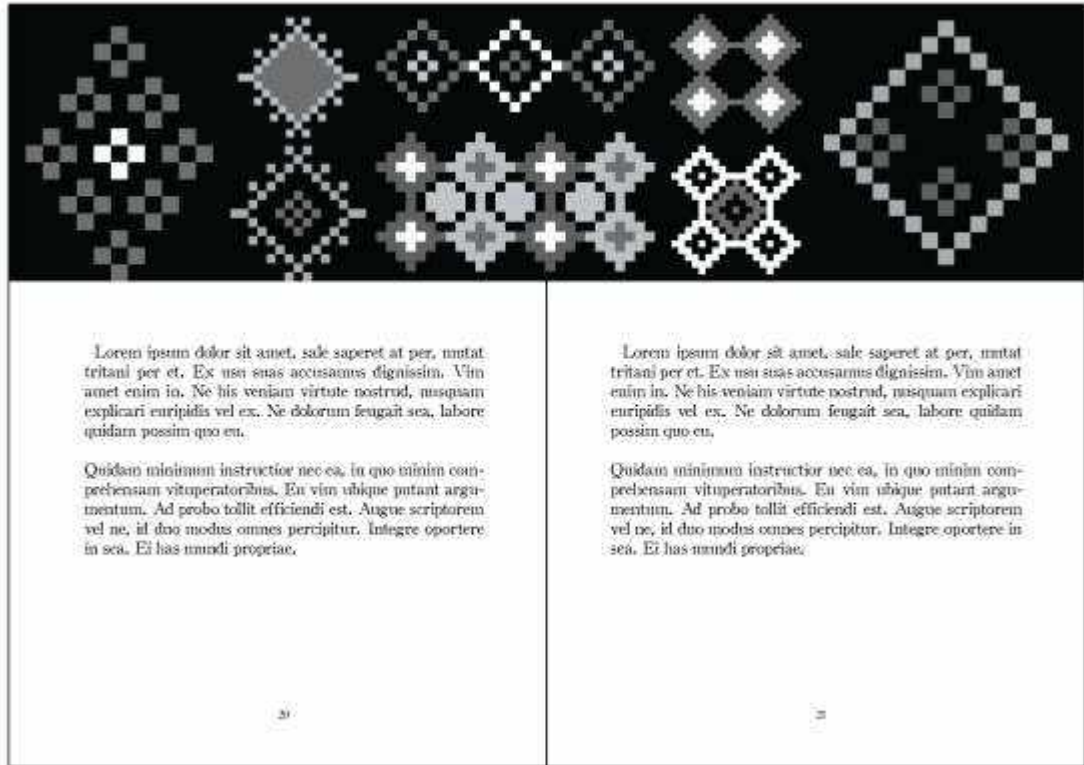 Lorem ipsum dolor sit amet, sale saperet at per, mutat
tritani per et. Ex usu suas accusamus dignissim. Vim
amet enim in. Ne his veniam virtute nostrud, nusquam
explicari euripidis vel ex. Ne dolorum feugait sea, labore
quidam possim quo eu.
Quidam minimum instructior nec ea, in quo minim com-
prehensam vituperatoribus. Eu vim ubique putant argu-
mentum. Ad probo tollit efficiendi est. Augue scriptorem
vel ne, id duo modus omnes percipitur. Integre oportere
in sea. Ei has mundi propriae.
20
Lorem ipsum dolor sit amet, sale saperet at per, mutat
tritani per et. Ex usu suas accusamus dignissim. Vim amet
enim in. Ne his veniam virtute nostrud, nusquam explicari
euripidis vel ex. Ne dolorum feugait sea, labore quidam
possim quo eu.
Quidam minimum instructior nec ea, in quo minim com-
prehensam vituperatoribus. Eu vim ubique putant argu-
mentum. Ad probo tollit efficiendi est. Augue scriptorem
vel ne, id duo modus omnes percipitur. Integre oportere in
sea. Ei has mundi propriae.
21